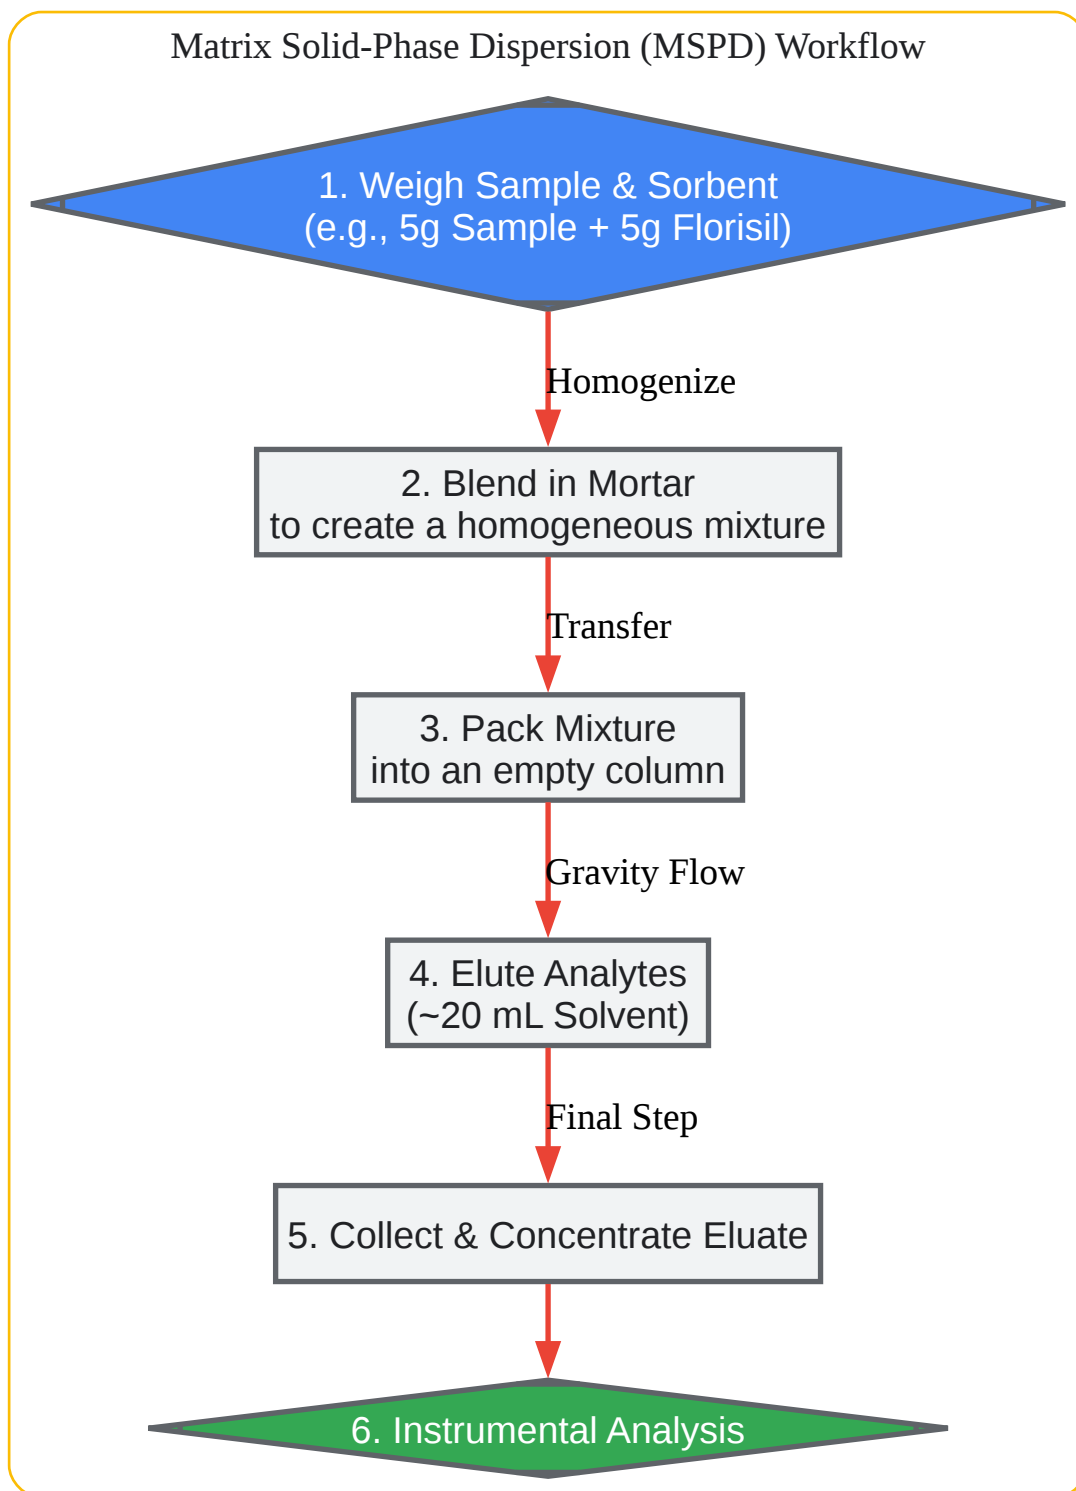 Matrix Solid-Phase Dispersion (MSPD) Workflow
1. Weigh Sample & Sorbent
(e.g., 5g Sample + 5g Florisil)
Homogenize
2. Blend in Mortar
to create a homogeneous mixture
Transfer
3. Pack Mixture
into an empty column
Gravity Flow
4. Elute Analytes
(~20 mL Solvent)
Final Step
5. Collect & Concentrate Eluate
6. Instrumental Analysis